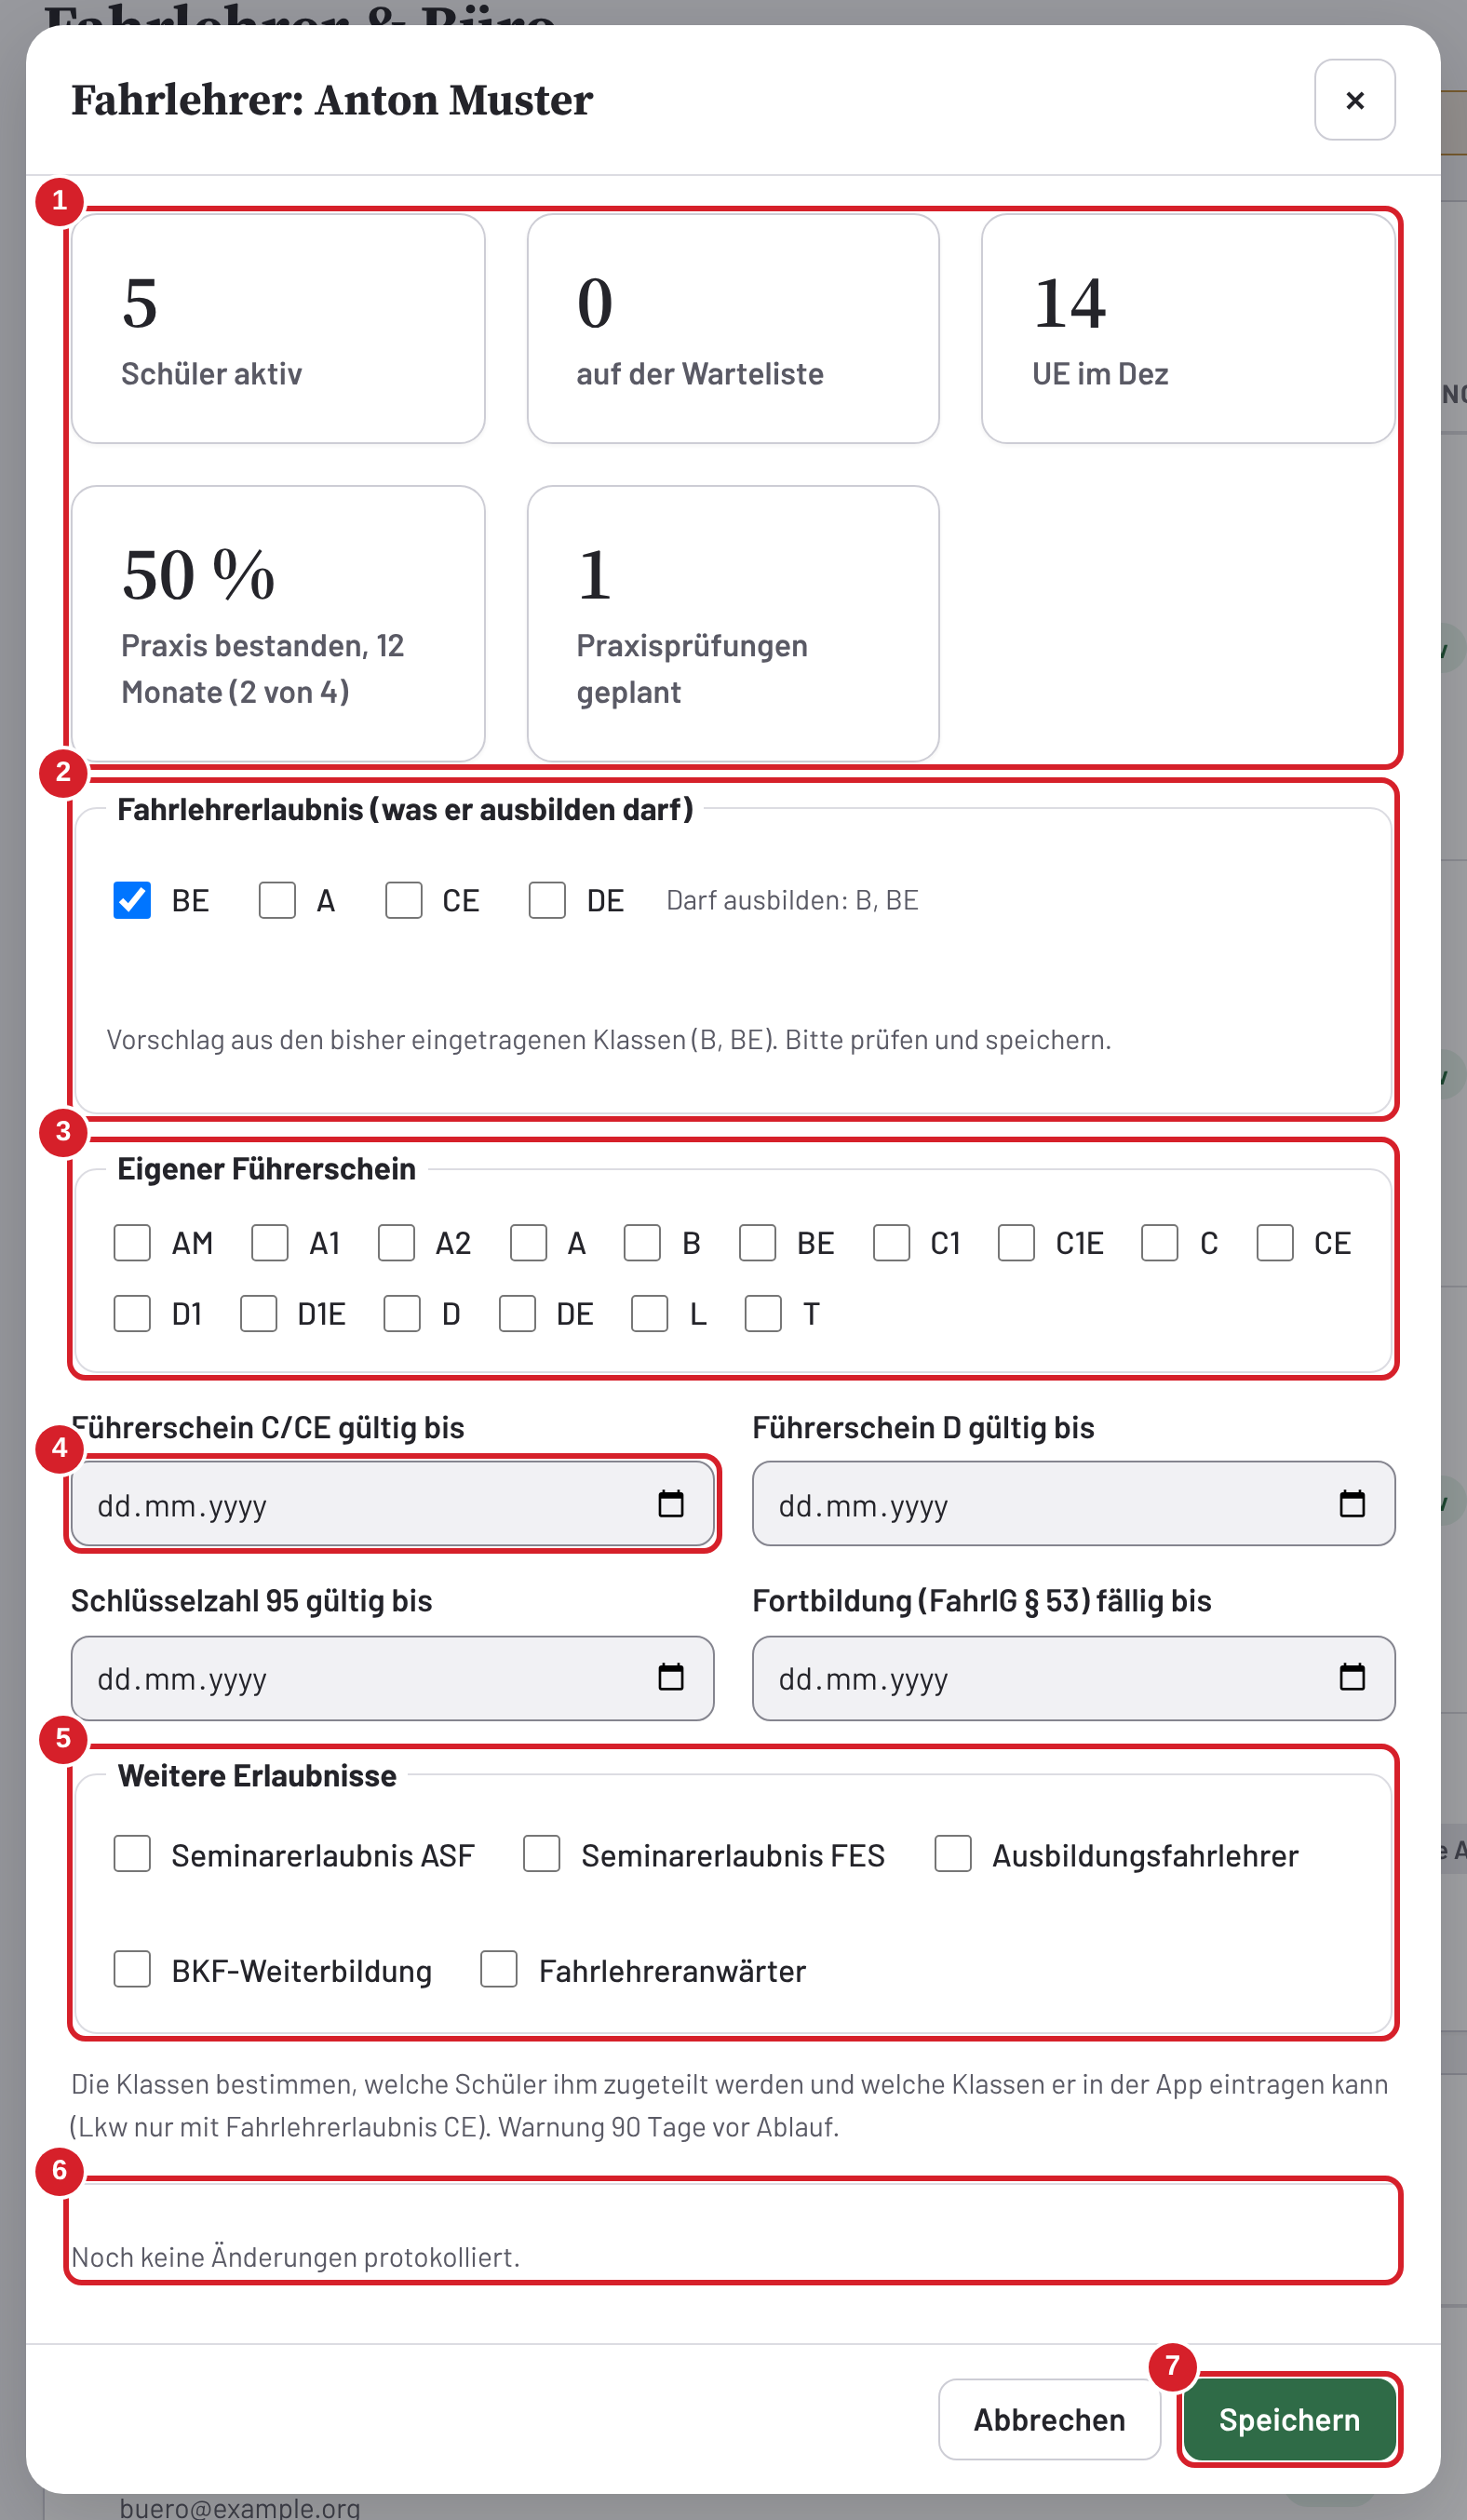 Fahrlehrer & Büro
Fahrlehrer: Anton Muster
×
1
5
Schüler aktiv
0
auf der Warteliste
14
UE im Dez
50 %
Praxis bestanden, 12
Monate (2 von 4)
1
Praxisprüfungen
geplant
2
Fahrlehrerlaubnis (was er ausbilden darf)
BE A CE DE Darf ausbilden: B, BE
Vorschlag aus den bisher eingetragenen Klassen (B, BE). Bitte prüfen und speichern.
3
Eigener Führerschein
AM A1 A2 A B BE C1 C1E C CE
D1 D1E D DE L T
4
Führerschein C/CE gültig bis
dd.mm.yyyy
Führerschein D gültig bis
dd.mm.yyyy
Schlüsselzahl 95 gültig bis
dd.mm.yyyy
Fortbildung (FahrlG § 53) fällig bis
dd.mm.yyyy
5
Weitere Erlaubnisse
Seminarerlaubnis ASF Seminarerlaubnis FES Ausbildungsfahrlehrer
BKF-Weiterbildung Fahrlehreranwärter
Die Klassen bestimmen, welche Schüler ihm zugeteilt werden und welche Klassen er in der App eintragen kann
(Lkw nur mit Fahrlehrerlaubnis CE). Warnung 90 Tage vor Ablauf.
6
Noch keine Änderungen protokolliert.
7
Abbrechen Speichern
buero@example.org